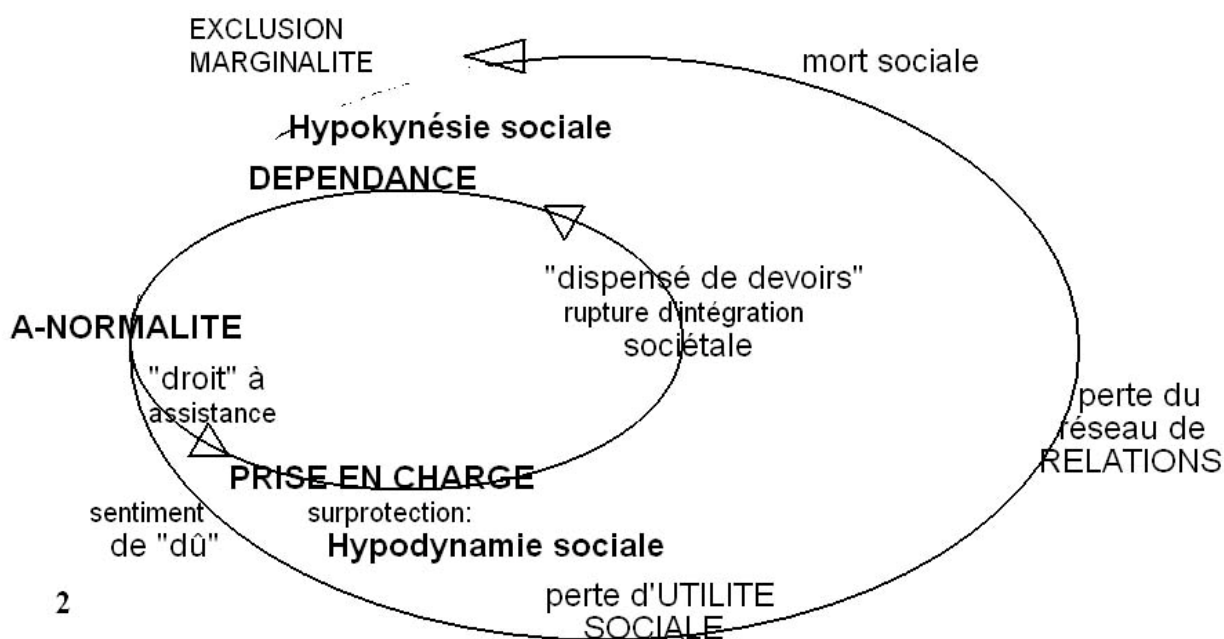 EXCLUSION
MARGINALITE
mort sociale
Hypokynésie sociale
DEPENDANCE
"dispensé de devoirs"
rupture d'intégration
sociétale
A-NORMALITE
"droit" à
assistance
perte du
réseau de
RELATIONS
PRISE EN CHARGE
sentiment
de "dû"
surprotection:
Hypodynamie sociale
perte d'UTILITE
SOCIALE
2